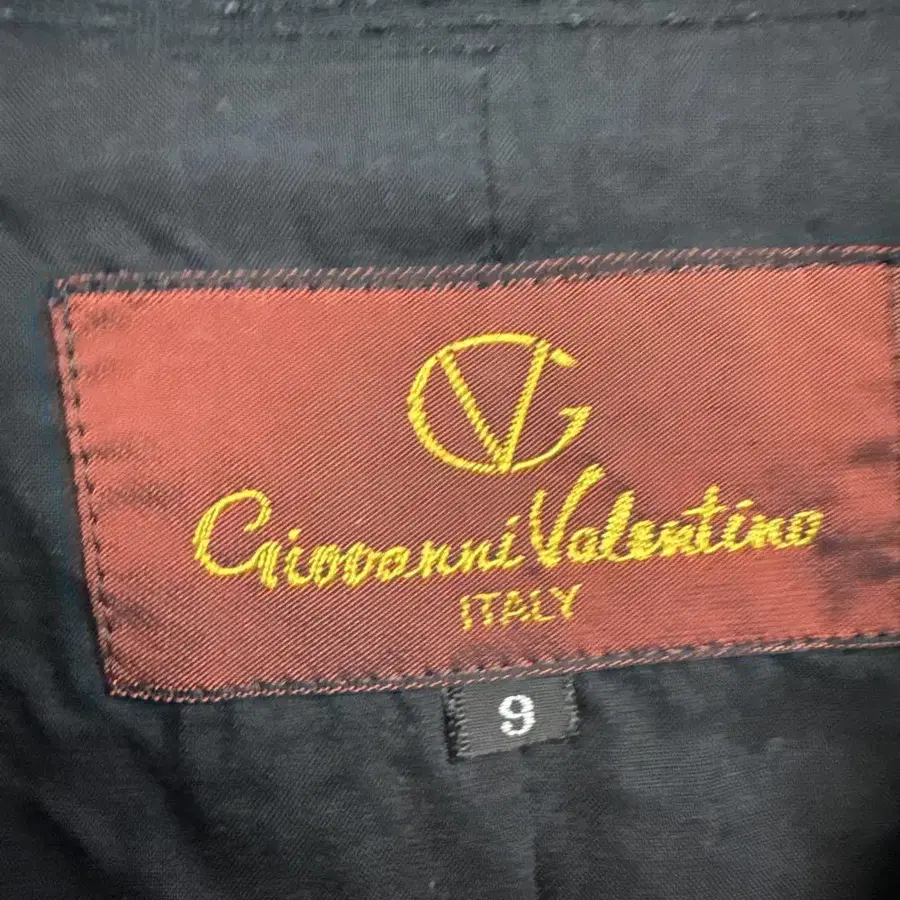 GV
Giovanni Valentino
ITALY
9